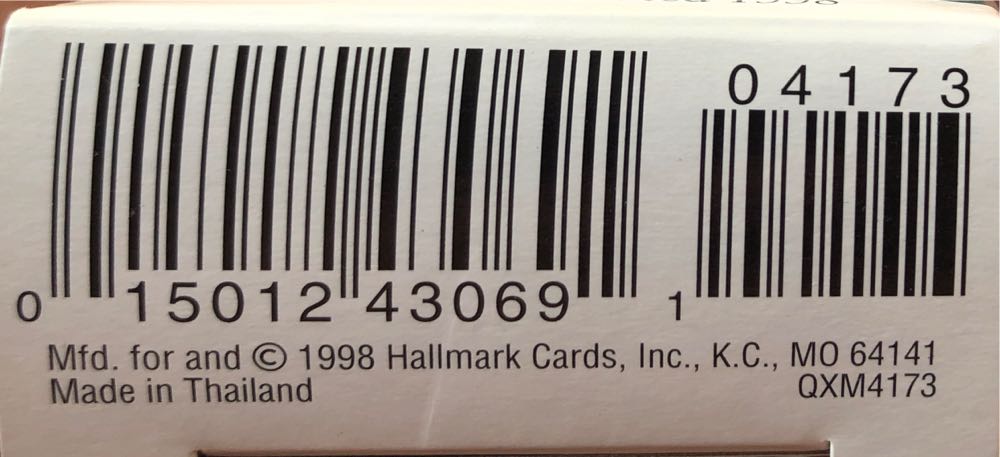 04173
0 15012 43069 1
Mfd. for and © 1998 Hallmark Cards, Inc., K.C., MO 64141
Made in Thailand QXM4173